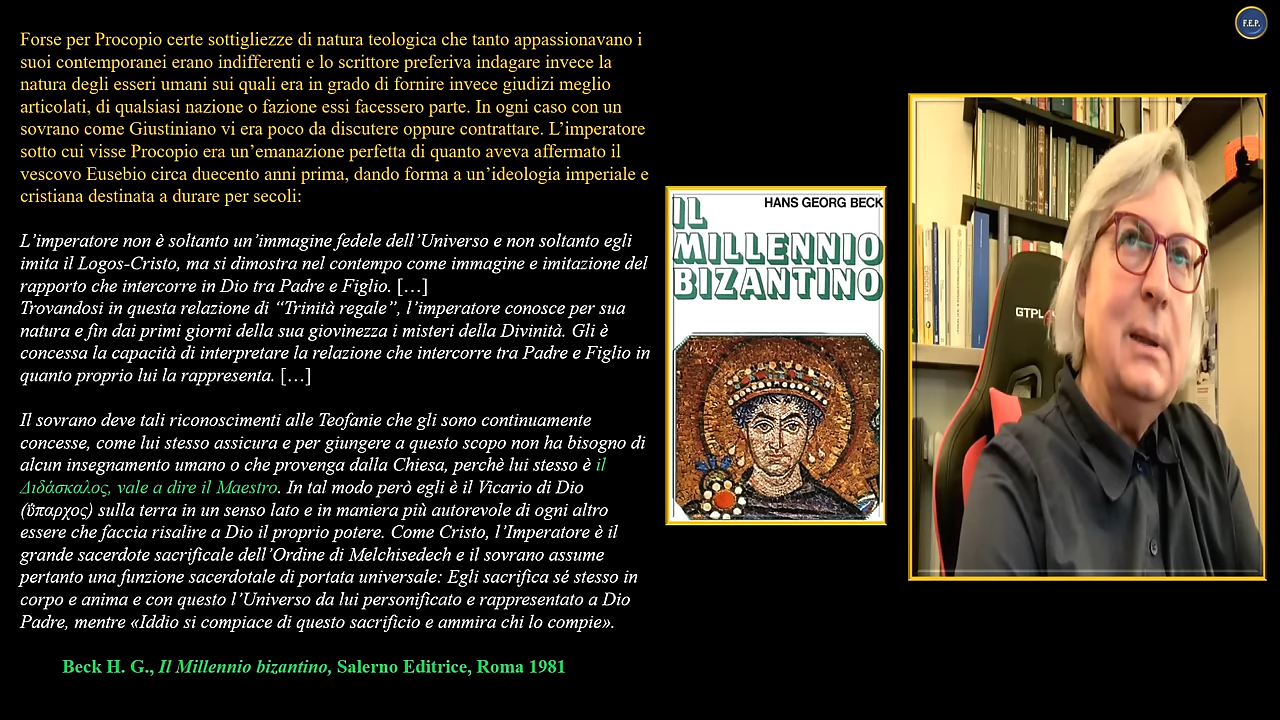 Forse per Procopio certe sottigliezze di natura teologica che tanto appassionavano i
suoi contemporanei erano indifferenti e lo scrittore preferiva indagare invece la
natura degli esseri umani sui quali era in grado di fornire invece giudizi meglio
articolati, di qualsiasi nazione o fazione essi facessero parte. In ogni caso con un
sovrano come Giustiniano vi era poco da discutere oppure contrattare. L’imperatore
sotto cui visse Procopio era un’emanazione perfetta di quanto aveva affermato il
vescovo Eusebio circa duecento anni prima, dando forma a un’ideologia imperiale e
cristiana destinata a durare per secoli:
L’imperatore non è soltanto un’immagine fedele dell’Universo e non soltanto egli
imita il Logos-Cristo, ma si dimostra nel contempo come immagine e imitazione del
rapporto che intercorre in Dio tra Padre e Figlio. […]
Trovandosi in questa relazione di “Trinità regale”, l’imperatore conosce per sua
natura e fin dai primi giorni della sua giovinezza i misteri della Divinità. Gli è
concessa la capacità di interpretare la relazione che intercorre tra Padre e Figlio in
quanto proprio lui la rappresenta. […]
Il sovrano deve tali riconoscimenti alle Teofanie che gli sono continuamente
concesse, come lui stesso assicura e per giungere a questo scopo non ha bisogno di
alcun insegnamento umano o che provenga dalla Chiesa, perchè lui stesso è il
Διδάσκαλος, vale a dire il Maestro. In tal modo però egli è il Vicario di Dio
(ὕπαρχος) sulla terra in un senso lato e in maniera più autorevole di ogni altro
essere che faccia risalire a Dio il proprio potere. Come Cristo, l’Imperatore è il
grande sacerdote sacrificale dell’Ordine di Melchisedech e il sovrano assume
pertanto una funzione sacerdotale di portata universale: Egli sacrifica sé stesso in
corpo e anima e con questo l’Universo da lui personificato e rappresentato a Dio
Padre, mentre «Iddio si compiace di questo sacrificio e ammira chi lo compie».
Beck H. G., Il Millennio bizantino, Salerno Editrice, Roma 1981
HANS GEORG BECK
IL
MILLENNIO
BIZANTINO
F.E.P.
GTPL